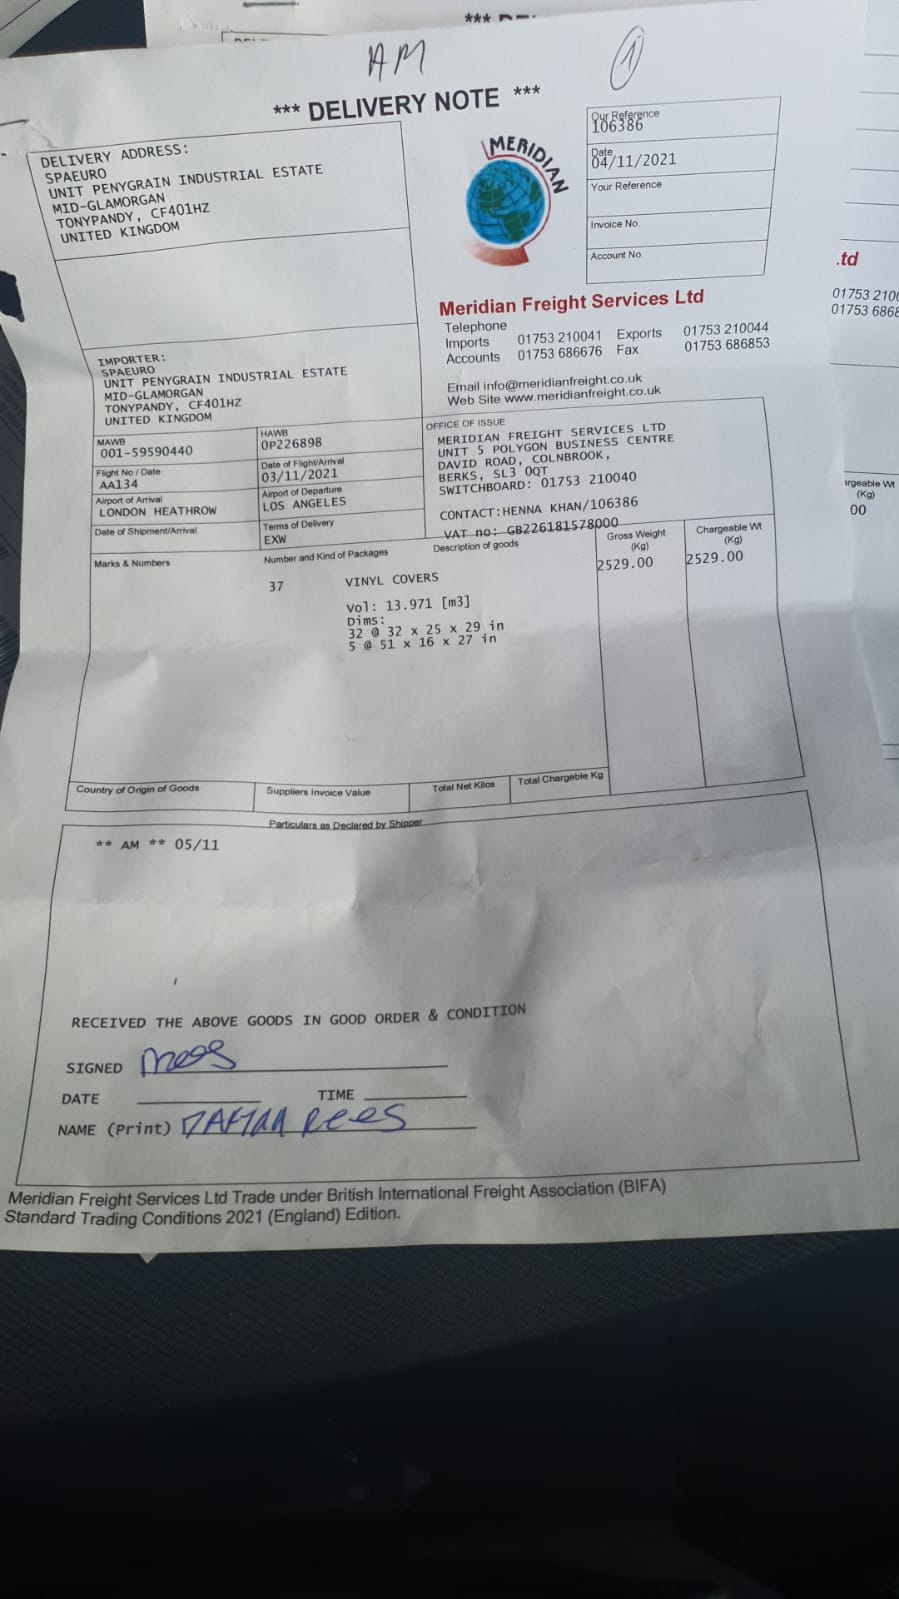 AM
1
*** DELIVERY NOTE ***
Our Reference
106386
Date
04/11/2021
Your Reference
Invoice No.
Account No.
DELIVERY ADDRESS:
SPAEURO
UNIT PENYGRAIN INDUSTRIAL ESTATE
MID-GLAMORGAN
TONYPANDY, CF401HZ
UNITED KINGDOM
MERIDIAN
Meridian Freight Services Ltd
Telephone
Imports 01753 210041 Exports 01753 210044
Accounts 01753 686676 Fax 01753 686853
Email info@meridianfreight.co.uk
Web Site www.meridianfreight.co.uk
IMPORTER:
SPAEURO
UNIT PENYGRAIN INDUSTRIAL ESTATE
MID-GLAMORGAN
TONYPANDY, CF401HZ
UNITED KINGDOM
MAWB
001-59590440
HAWB
OP226898
Flight No / Date
AA134
Date of Flight/Arrival
03/11/2021
Airport of Arrival
LONDON HEATHROW
Airport of Departure
LOS ANGELES
Date of Shipment/Arrival
Terms of Delivery
EXW
OFFICE OF ISSUE
MERIDIAN FREIGHT SERVICES LTD
UNIT 5 POLYGON BUSINESS CENTRE
DAVID ROAD, COLNBROOK,
BERKS, SL3 0QT
SWITCHBOARD: 01753 210040
CONTACT:HENNA KHAN/106386
VAT no: GB226181578000
Marks & Numbers
Number and Kind of Packages
Description of goods
Gross Weight
(Kg)
Chargeable Wt
(Kg)
37 VINYL COVERS 2529.00 2529.00
Vol: 13.971 [m3]
Dims:
32 @ 32 x 25 x 29 in
5 @ 51 x 16 x 27 in
Country of Origin of Goods
Suppliers Invoice Value
Total Net Kilos
Total Chargeable Kg
Particulars as Declared by Shipper
** AM ** 05/11
RECEIVED THE ABOVE GOODS IN GOOD ORDER & CONDITION
SIGNED
DATE TIME
NAME (Print) Rees
Meridian Freight Services Ltd Trade under British International Freight Association (BIFA)
Standard Trading Conditions 2021 (England) Edition.
.td
01753 210
01753 686
argeable Wt
(Kg)
00